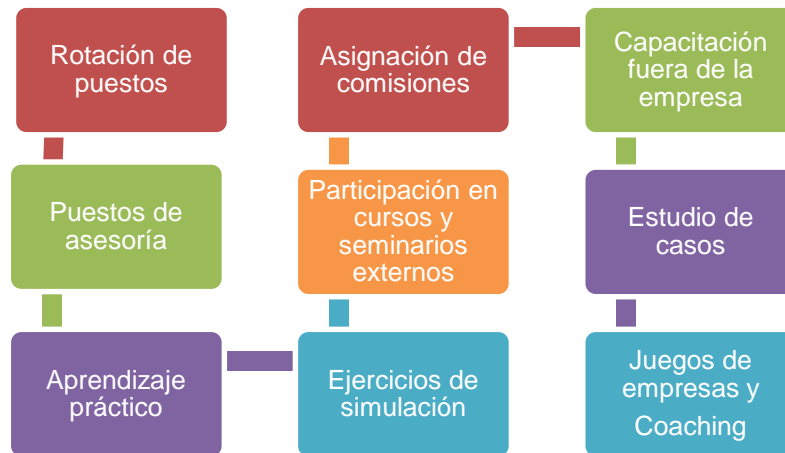 Rotación de
puestos
Puestos de
asesoría
Aprendizaje
práctico
Ejercicios de
simulación
Participación en
cursos y
seminarios
externos
Asignación de
comisiones
Capacitación
fuera de la
empresa
Estudio de
casos
Juegos de
empresas y
Coaching